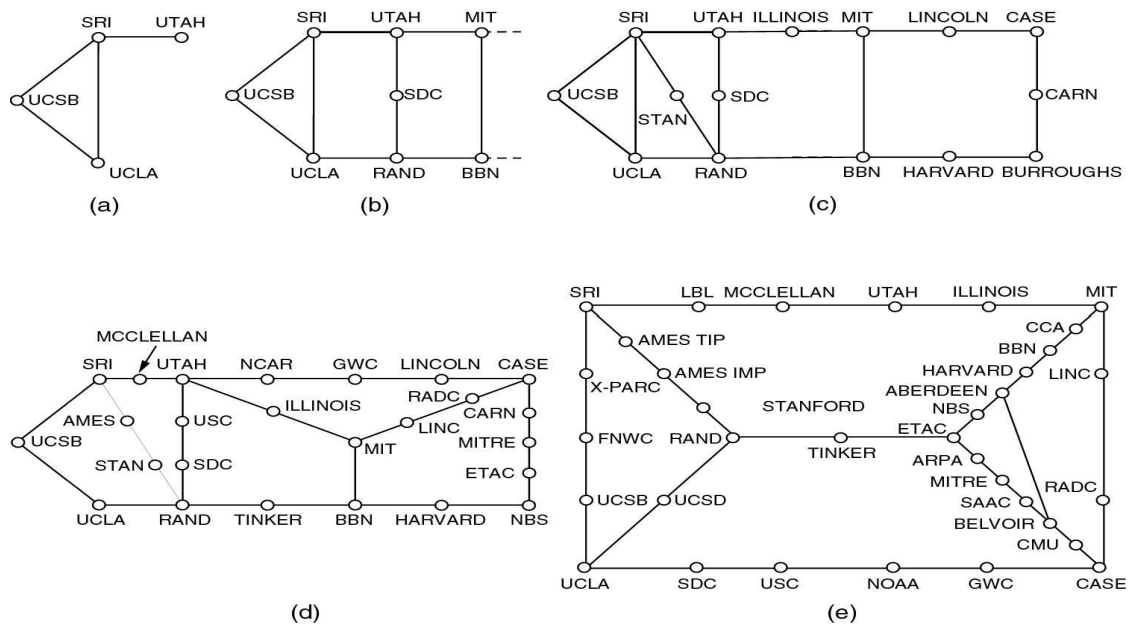 SRI UTAH
UCSB
UCLA
(a)
SRI UTAH MIT
UCSB SDC
UCLA RAND BBN
(b)
SRI UTAH ILLINOIS MIT LINCOLN CASE
UCSB STAN SDC CARN
UCLA RAND BBN HARVARD BURROUGHS
(c)
MCCLELLAN
SRI UTAH NCAR GWC LINCOLN CASE
RADC
AMES USC ILLINOIS CARN
LINC
UCSB MIT MITRE
STAN SDC ETAC
UCLA RAND TINKER BBN HARVARD NBS
(d)
SRI LBL MCCLELLAN UTAH ILLINOIS MIT
CCA
AMES TIP BBN
AMES IMP HARVARD LINC
X-PARC ABERDEEN
STANFORD NBS
FNWC RAND TINKER ETAC
ARPA
MITRE
UCSB UCSD SAAC RADC
BELVOIR
CMU
UCLA SDC USC NOAA GWC CASE
(e)